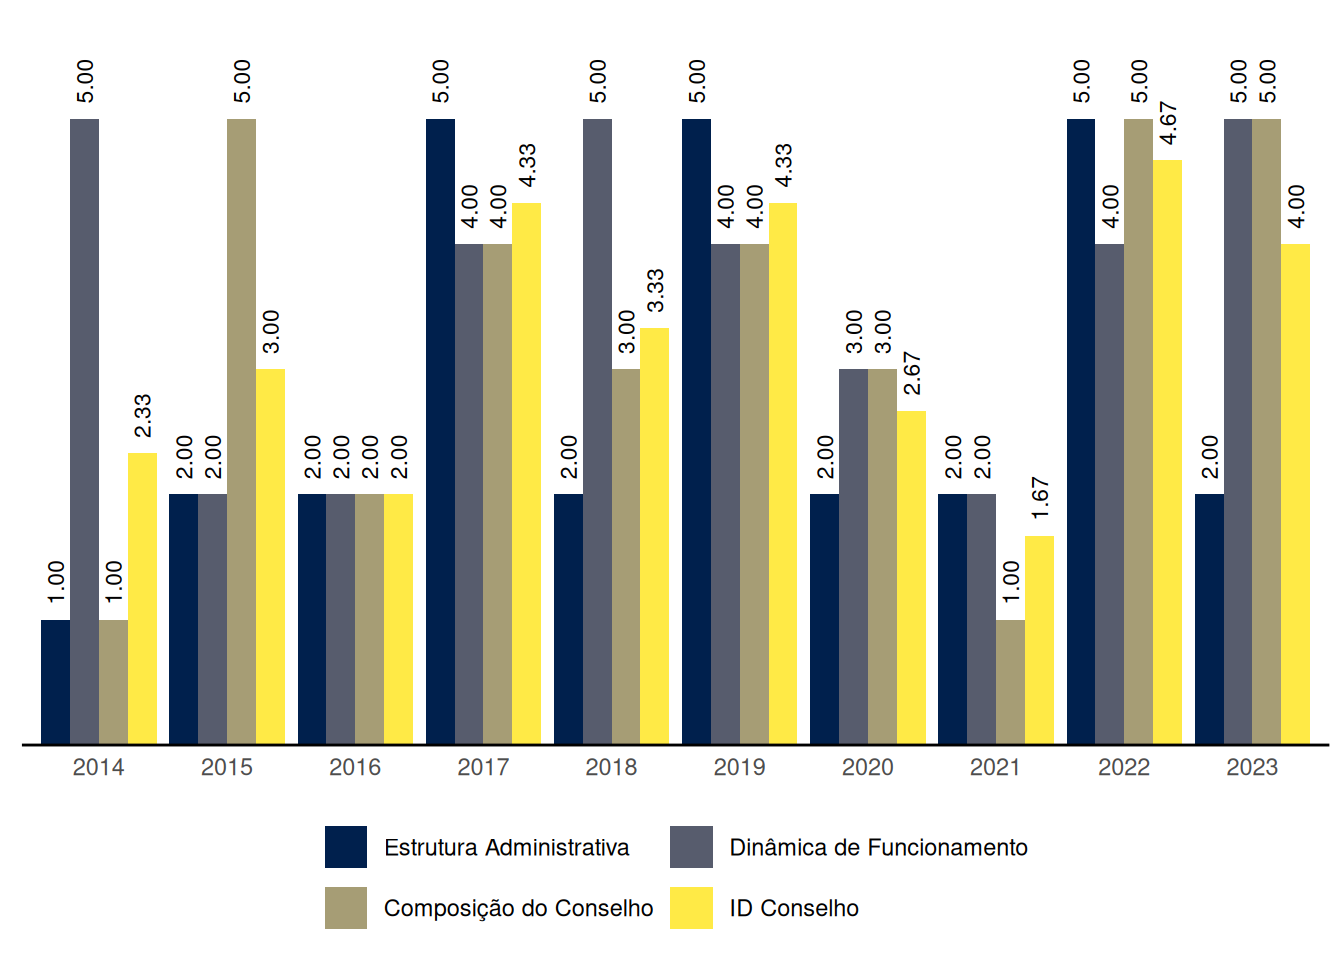 5.00 5.00 5.00 5.00 5.00 5.00 5.00 5.00 5.00
4.67
4.33 4.33
4.00 4.00 4.00 4.00 4.00 4.00
3.33
3.00 3.00 3.00 3.00
2.67
2.33
2.00 2.00 2.00 2.00 2.00 2.00 2.00 2.00 2.00 2.00 2.00
1.67
1.00 1.00 1.00
2014 2015 2016 2017 2018 2019 2020 2021 2022 2023
Estrutura Administrativa Dinâmica de Funcionamento
Composição do Conselho ID Conselho